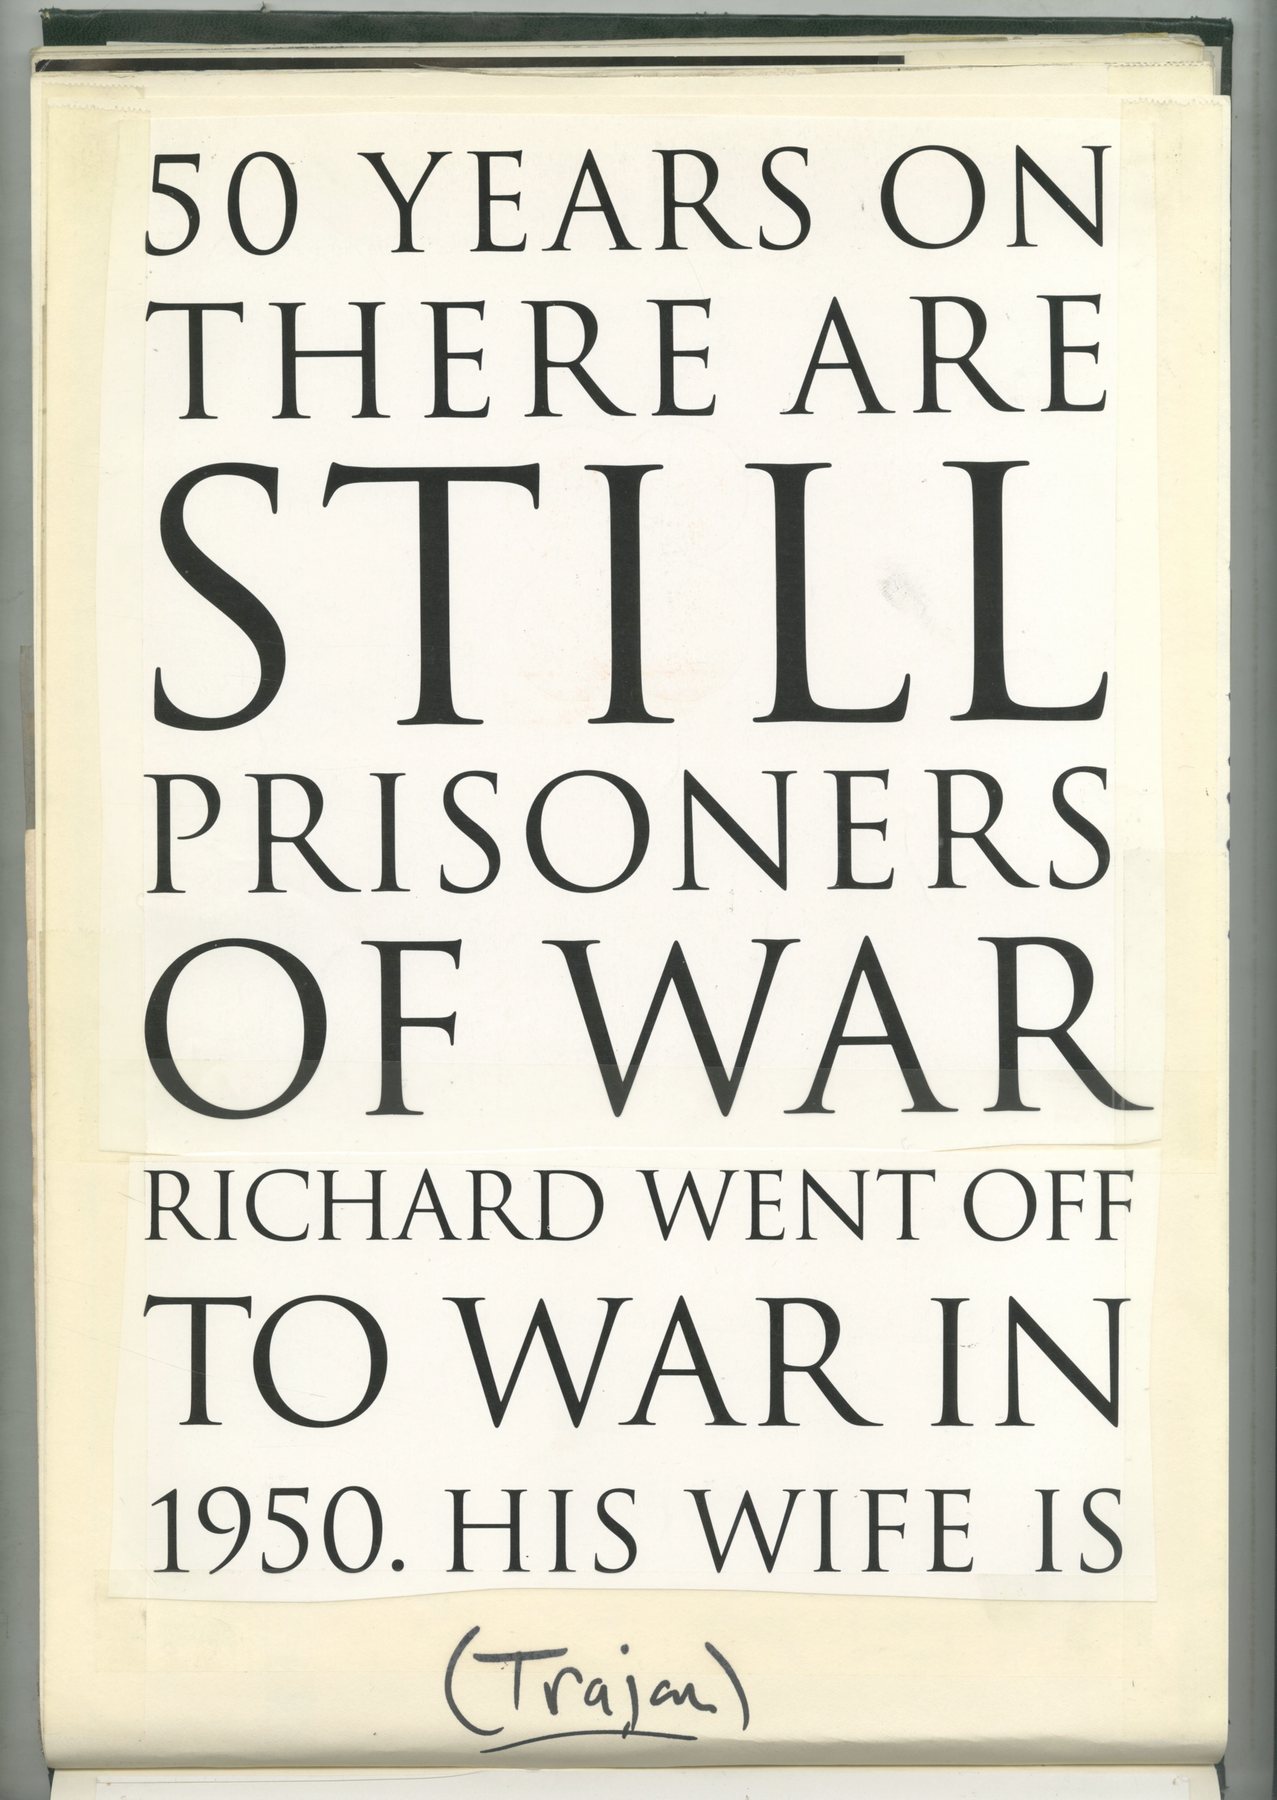 50 YEARS ON
THERE ARE
STILL
PRISONERS
OF WAR
RICHARD WENT OFF
TO WAR IN
1950. HIS WIFE IS
(Trajan)